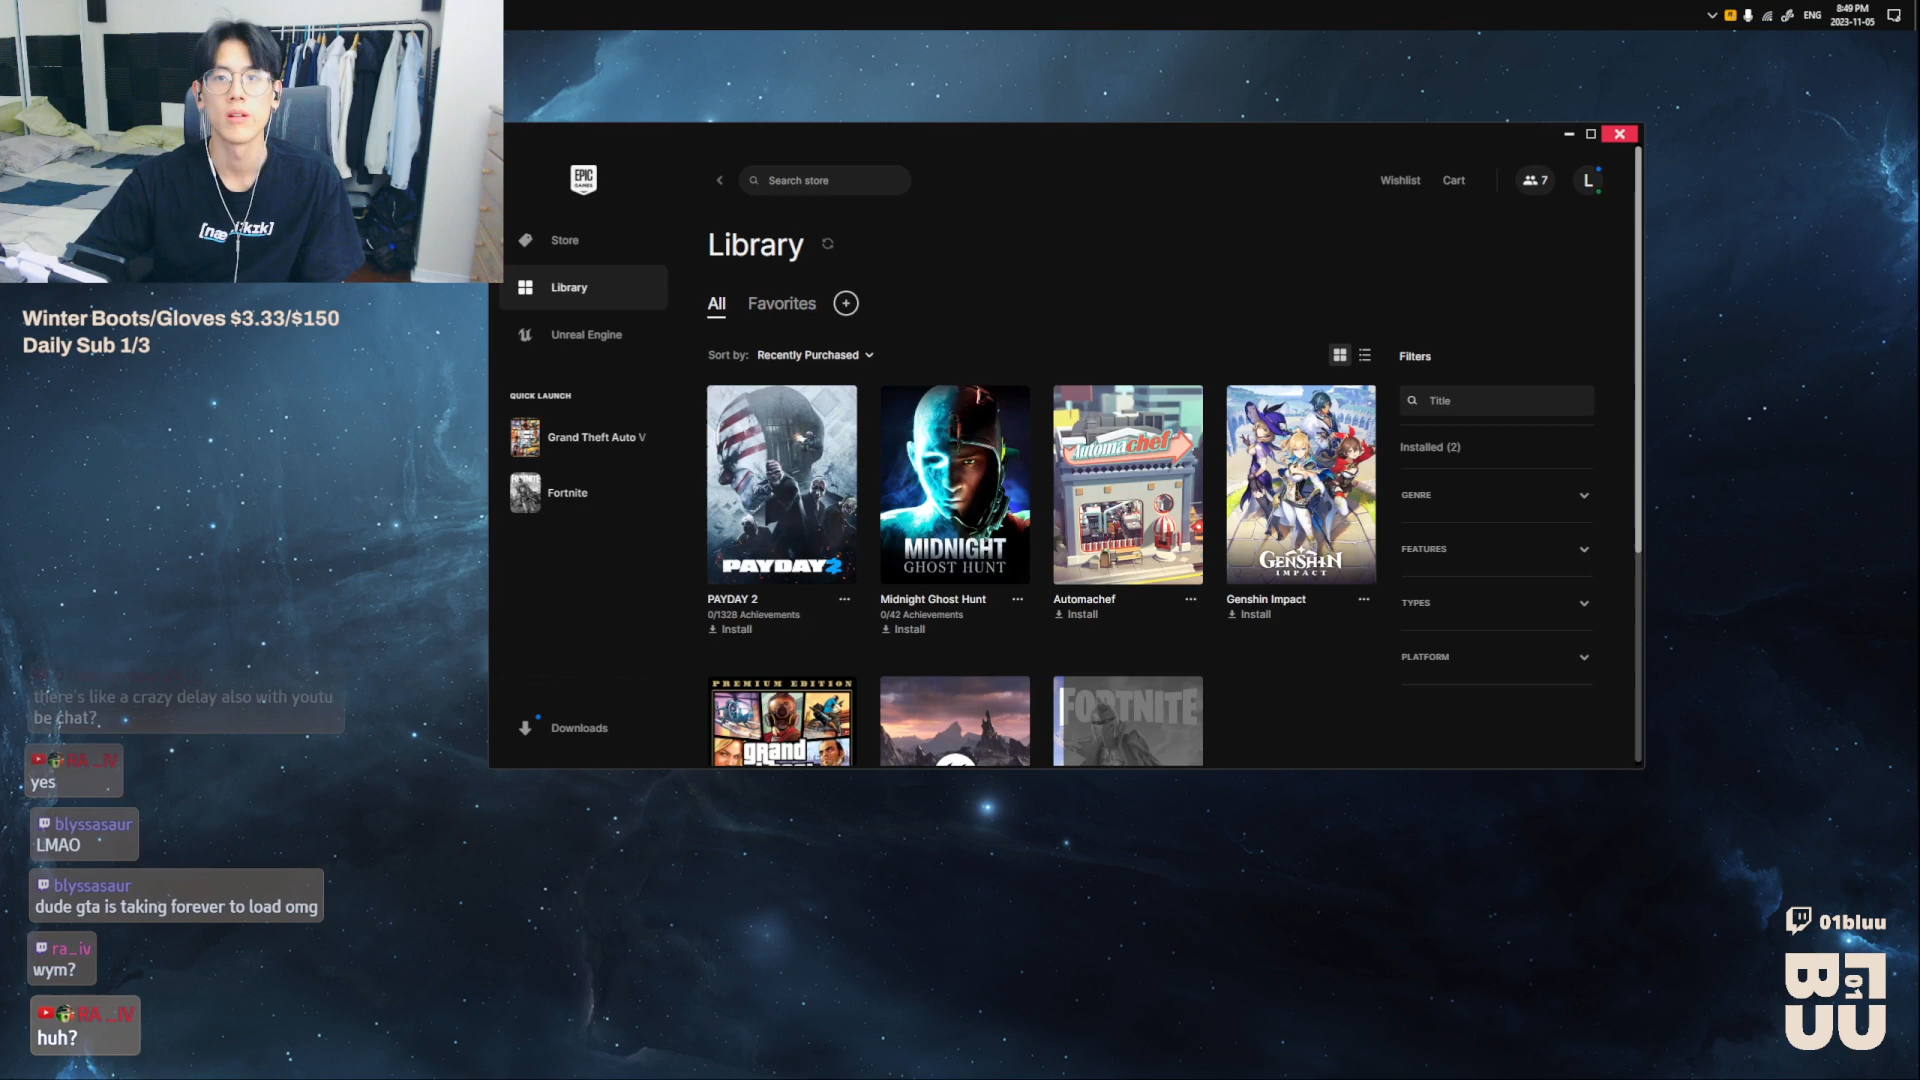 8:49 PM
ENG
2023-11-05
EPIC
GAMES
Search store
Wishlist
Cart
7
L
Store
Library
Unreal Engine
Library
All
Favorites
Sort by: Recently Purchased
Filters
Title
Installed (2)
GENRE
FEATURES
TYPES
PLATFORM
QUICK LAUNCH
Grand Theft Auto V
Fortnite
PAYDAY 2
MIDNIGHT
GHOST HUNT
Automachef
GENSHIN
IMPACT
PAYDAY 2
0/1328 Achievements
Install
Midnight Ghost Hunt
0/42 Achievements
Install
Automachef
Install
Genshin Impact
Install
PREMIUM EDITION
grand
FORTNITE
Downloads
Winter Boots/Gloves $3.33/$150
Daily Sub 1/3
there's like a crazy delay also with youtu
be chat?
RA_IV
yes
blyssasaur
LMAO
blyssasaur
dude gta is taking forever to load omg
ra_iv
wym?
RA_IV
huh?
01bluu